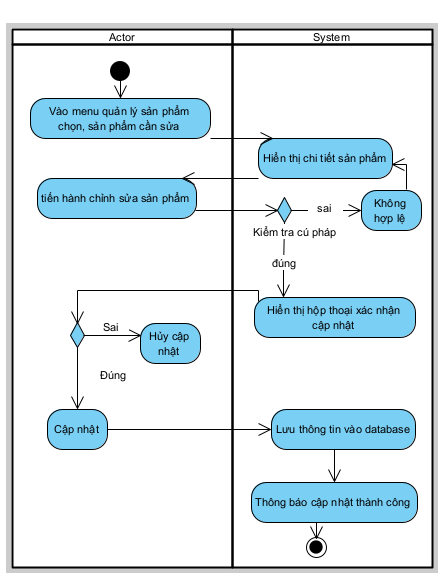 Actor
System
Vào menu quản lý sản phẩm
chọn, sản phẩm cần sửa
Hiển thị chi tiết sản phẩm
tiến hành chỉnh sửa sản phẩm
sai
Không
hợp lệ
Kiểm tra cú pháp
đúng
Hiển thị hộp thoại xác nhận
cập nhật
Sai
Hủy cập
nhật
Đúng
Cập nhật
Lưu thông tin vào database
Thông báo cập nhật thành công